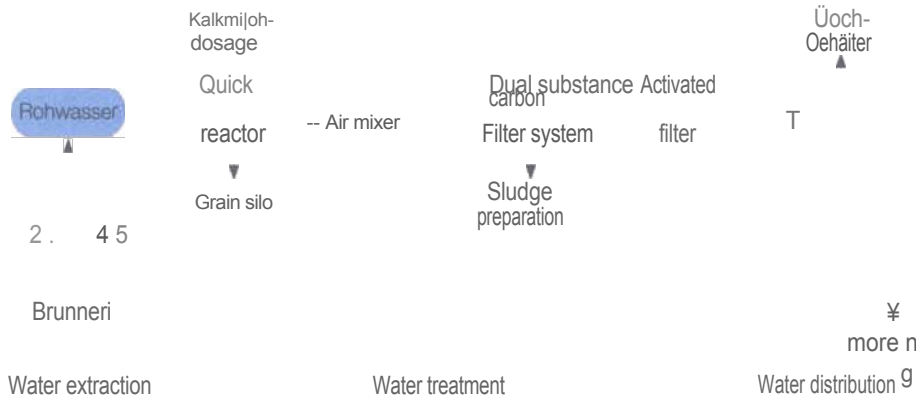 Kalkmi|oh-
dosage
Üoch-
Oehäiter
Quick
Dual substance Activated
carbon
Rohwasser
reactor
-- Air mixer
Filter system
filter
T
Grain silo
Sludge
preparation
2 . 4 5
Brunneri
¥
more n
g
Water extraction
Water treatment
Water distribution